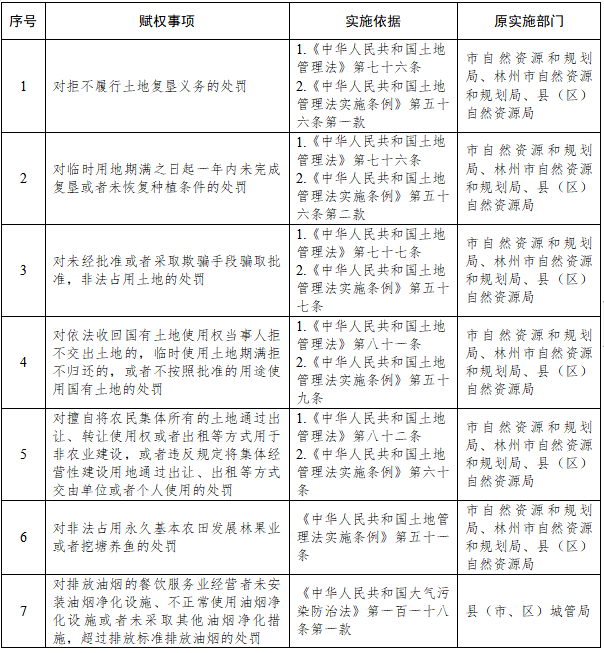 序号 赋权事项 实施依据 原实施部门
1
对拒不履行土地复垦义务的处罚
1.《中华人民共和国土地
管理法》第七十六条
2.《中华人民共和国土地
管理法实施条例》第五十
六条第一款
市自然资源和规划
局、林州市自然资源
和规划局、县（区）
自然资源局
2
对临时用地期满之日起一年内未完成
复垦或者未恢复种植条件的处罚
1.《中华人民共和国土地
管理法》第七十六条
2.《中华人民共和国土地
管理法实施条例》第五十
六条第二款
市自然资源和规划
局、林州市自然资源
和规划局、县（区）
自然资源局
3
对未经批准或者采取欺骗手段骗取批
准，非法占用土地的处罚
1.《中华人民共和国土地
管理法》第七十七条
2.《中华人民共和国土地
管理法实施条例》第五十
七条
市自然资源和规划
局、林州市自然资源
和规划局、县（区）
自然资源局
4
对依法收回国有土地使用权当事人拒
不交出土地的，临时使用土地期满拒
不归还的，或者不按照批准的用途使
用国有土地的处罚
1.《中华人民共和国土地
管理法》第八十一条
2.《中华人民共和国土地
管理法实施条例》第五十
九条
市自然资源和规划
局、林州市自然资源
和规划局、县（区）
自然资源局
5
对擅自将农民集体所有的土地通过出
让、转让使用权或者出租等方式用于
非农业建设，或者违反规定将集体经
营性建设用地通过出让、出租等方式
交由单位或者个人使用的处罚
1.《中华人民共和国土地
管理法》第八十二条
2.《中华人民共和国土地
管理法实施条例》第六十
条
市自然资源和规划
局、林州市自然资源
和规划局、县（区）
自然资源局
6
对非法占用永久基本农田发展林果业
或者挖塘养鱼的处罚
《中华人民共和国土地管
理法实施条例》第五十一
条
市自然资源和规划
局、林州市自然资源
和规划局、县（区）
自然资源局
7
对排放油烟的餐饮服务业经营者未安
装油烟净化设施、不正常使用油烟净
化设施或者未采取其他油烟净化措
施，超过排放标准排放油烟的处罚
《中华人民共和国大气污
染防治法》第一百一十八
条第一款
县（市、区）城管局